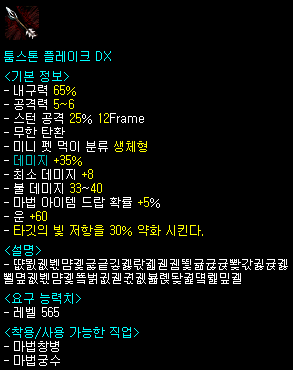 툼스톤 플레이크 DX
<기본 정보>
- 내구력 65%
- 공격력 5~6
- 스턴 공격 25% 12Frame
- 무한 탄환
- 미니 펫 먹이 분류 생체형
- 데미지 +35%
- 최소 데미지 +8
- 불 데미지 33~40
- 마법 아이템 드랍 확률 +5%
- 운 +60
- 타깃의 빛 저항을 30% 약화 시킨다.
<설명>
<요구 능력치>
- 레벨 565
<착용/사용 가능한 직업>
- 마법창병
- 마법궁수